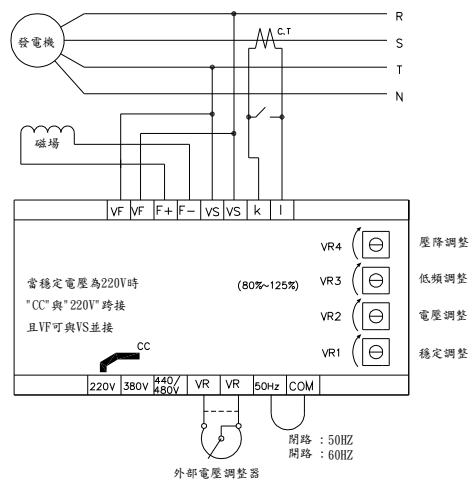 R
C.T
發電機
S
T
N
磁場
VF VF F+ F- VS VS k l
VR4 壓降調整
當穩定電壓為220V時
"CC"與"220V"跨接
且VF可與VS並接
(80%~125%)
VR3 低頻調整
VR2 電壓調整
VR1 穩定調整
CC
220V 380V 440/480V VR VR 50Hz COM
閉路 : 50HZ
開路 : 60HZ
外部電壓調整器